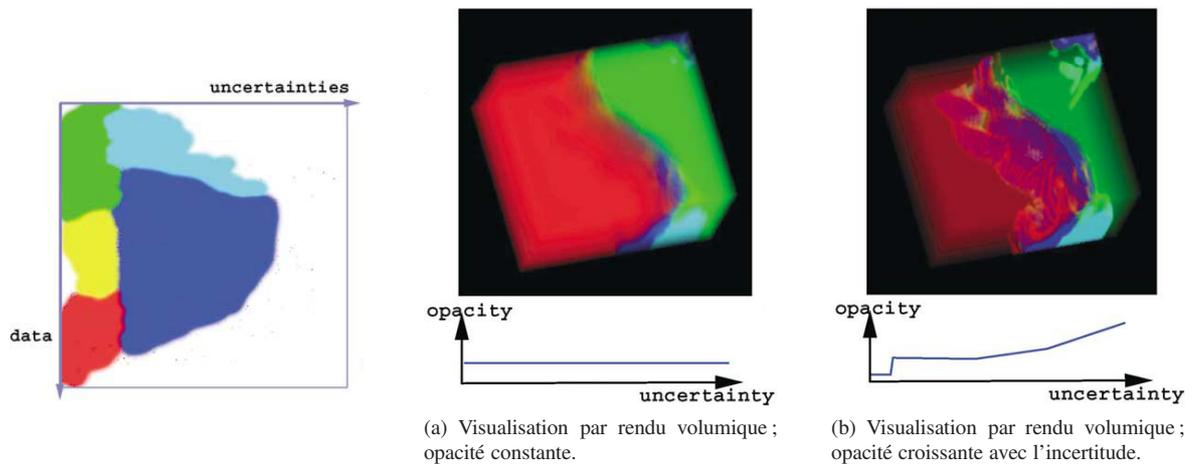 uncertainties
data
opacity
uncertainty
(a) Visualisation par rendu volumique ;
opacité constante.
opacity
uncertainty
(b) Visualisation par rendu volumique ;
opacité croissante avec l'incertitude.